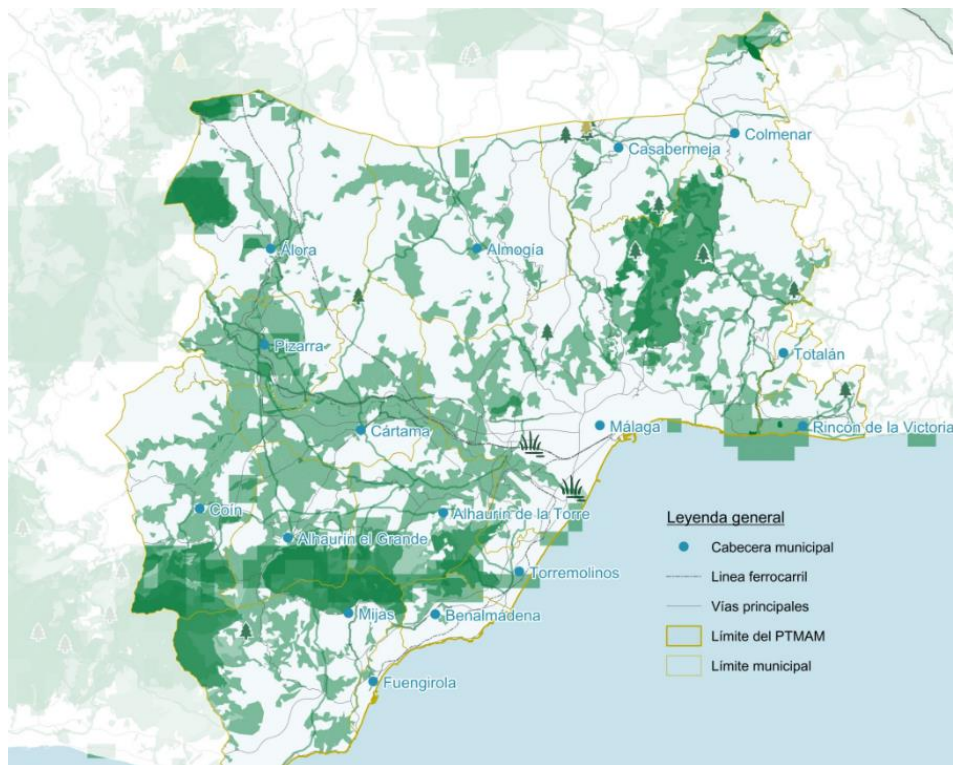 Colmenar
Casabermeja
Álora
Almogía
Pizarra
Totalán
Cártama
Málaga
Rincón de la Victoria
Coín
Alhaurín de la Torre
Alhaurín el Grande
Torremolinos
Mijas
Benalmádena
Fuengirola
Leyenda general
Cabecera municipal
Linea ferrocarril
Vías principales
Límite del PTMAM
Límite municipal